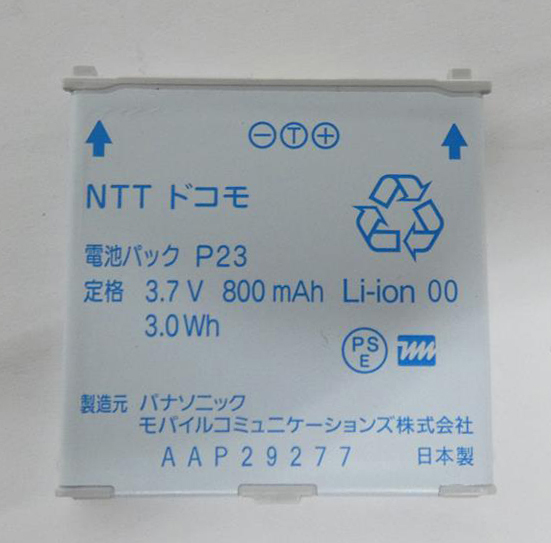 ⊖Ⓣ⊕
NTT ドコモ
電池パック P23
定格 3.7 V 800 mAh Li-ion 00
3.0 Wh
PS
E
製造元 パナソニック
モバイルコミュニケーションズ株式会社
AAP29277 日本製